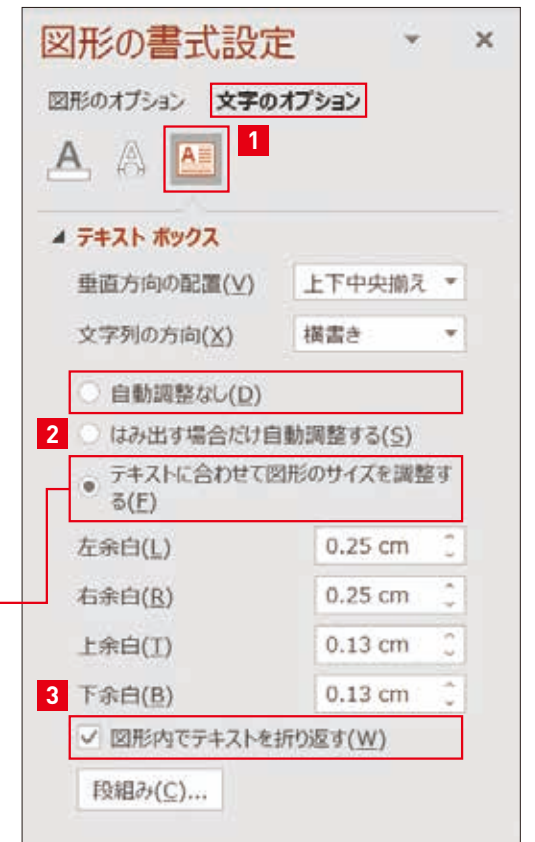 図形の書式設定
図形のオプション 文字のオプション
1
テキスト ボックス
垂直方向の配置(V) 上下中央揃え
文字列の方向(X) 横書き
自動調整なし(D)
2 はみ出す場合だけ自動調整する(S)
テキストに合わせて図形のサイズを調整す
る(F)
左余白(L) 0.25 cm
右余白(R) 0.25 cm
上余白(T) 0.13 cm
3 下余白(B) 0.13 cm
図形内でテキストを折り返す(W)
段組み(C)...